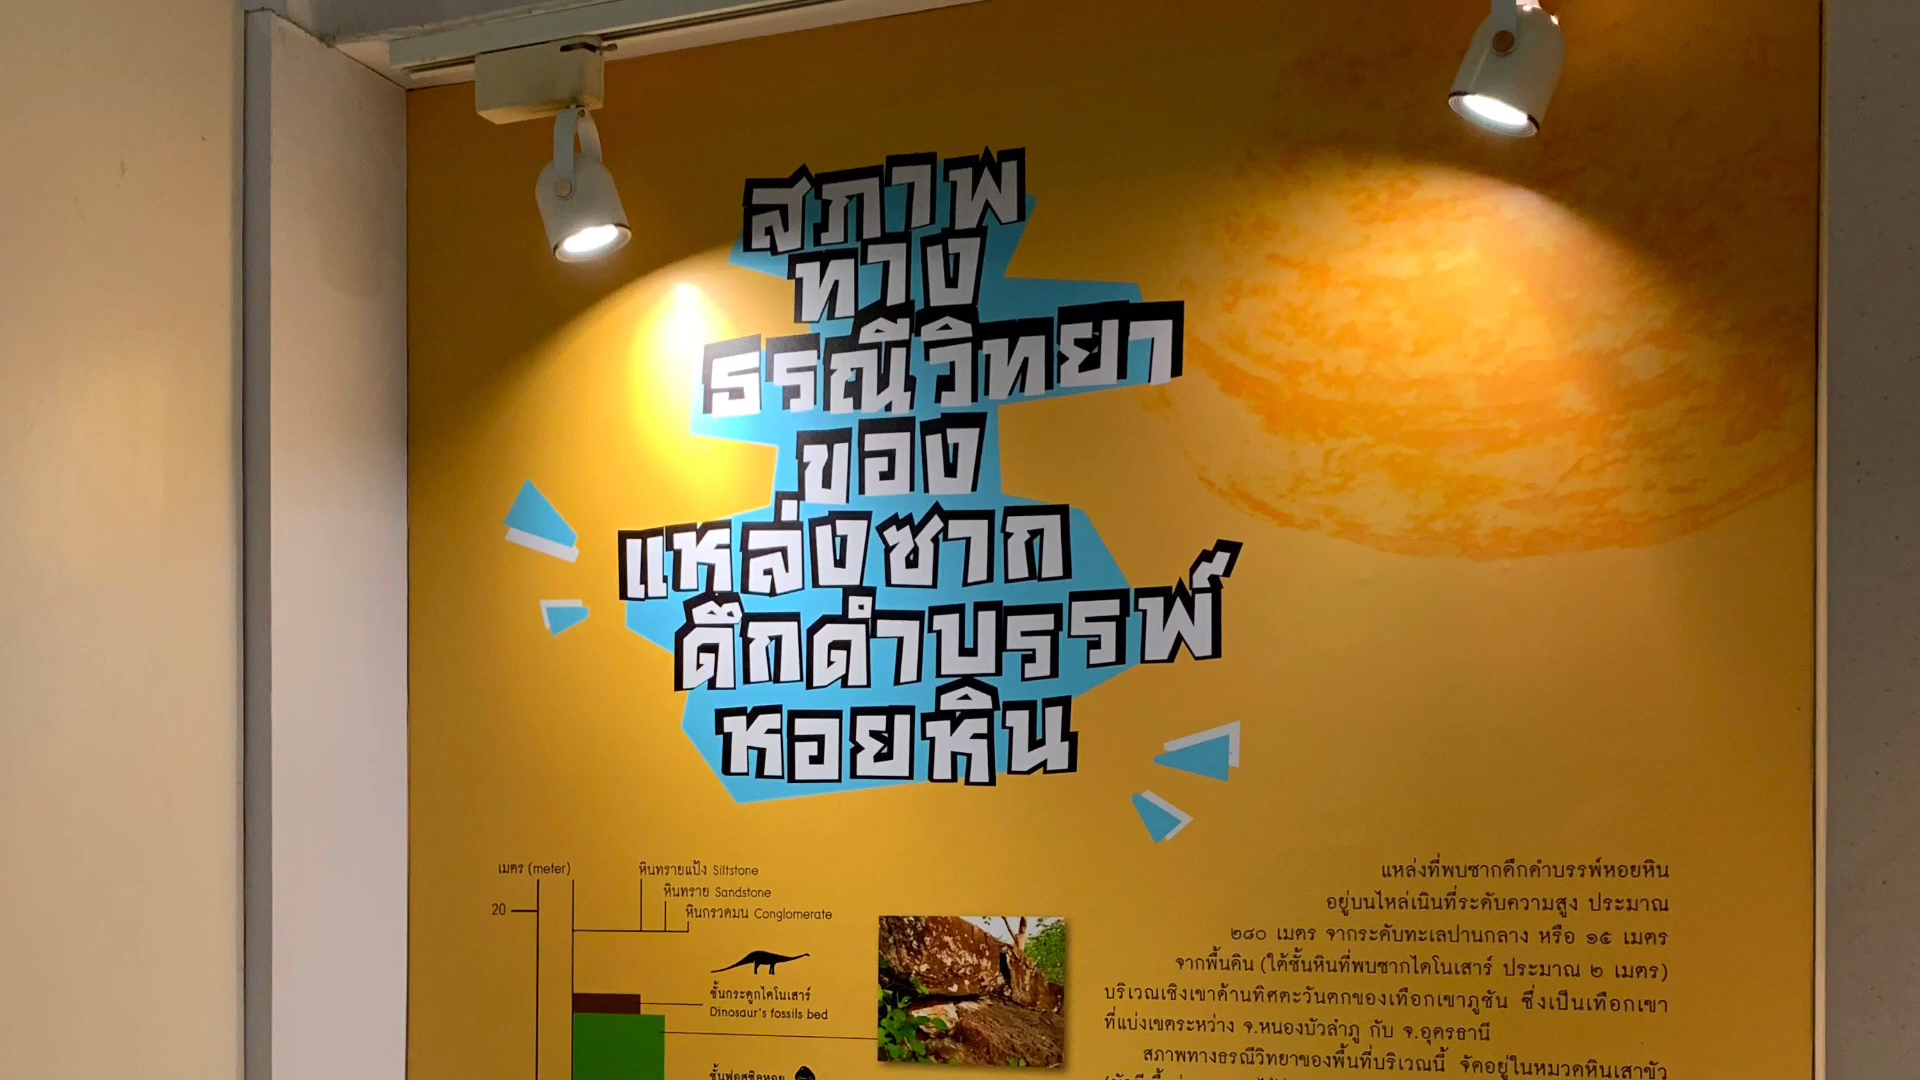 สภาพ
ทาง
ธรณีวิทยา
ของ
แหล่งซาก
ดึกดำบรรพ์
หอยหิน
เมตร (meter)
หินทรายแป้ง Siltstone
หินทราย Sandstone
หินกรวดมน Conglomerate
20
ชั้นกระดูกไดโนเสาร์
Dinosaur's fossils bed
ชั้นฟอสซิลหอย
แหล่งที่พบซากดึกดำบรรพ์หอยหิน
อยู่บนไหล่เนินที่ระดับความสูง ประมาณ
๒๘๐ เมตร จากระดับทะเลปานกลาง หรือ ๑๕ เมตร
จากพื้นดิน (ใต้ชั้นหินที่พบซากไดโนเสาร์ ประมาณ ๒ เมตร)
บริเวณเชิงเขาด้านทิศตะวันตกของเทือกเขาภูซัน ซึ่งเป็นเทือกเขา
ที่แบ่งเขตระหว่าง จ.หนองบัวลำภู กับ จ.อุดรธานี
สภาพทางธรณีวิทยาของพื้นที่บริเวณนี้ จัดอยู่ในหมวดหินเสาขัว